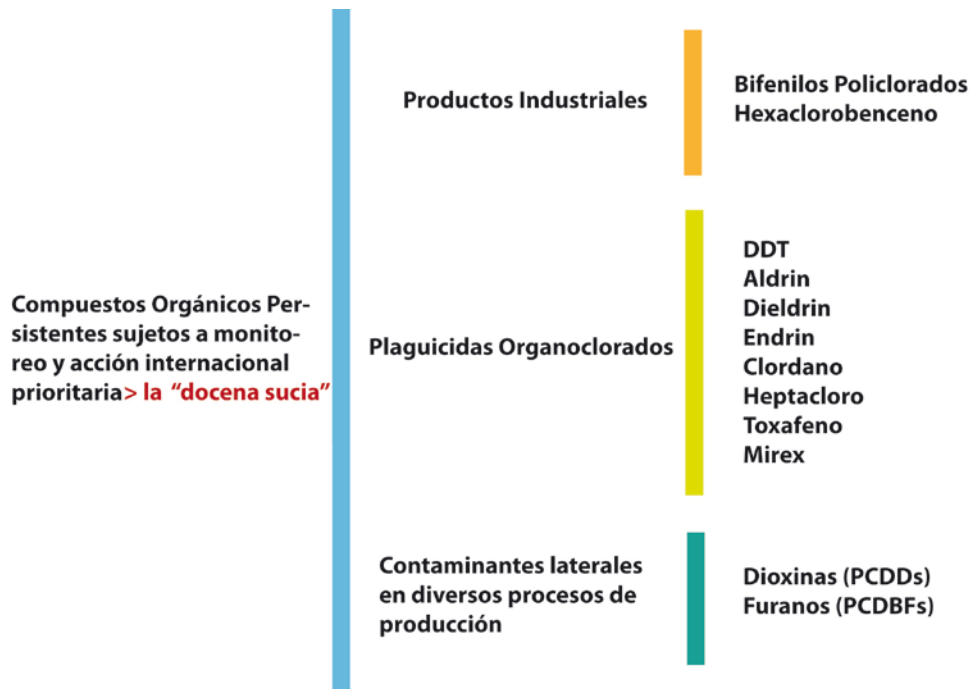 Compuestos Orgánicos Per-
sistentes sujetos a monito-
reo y acción internacional
prioritaria> la “docena sucia”
Productos Industriales
Bifenilos Policlorados
Hexaclorobenceno
Plaguicidas Organoclorados
DDT
Aldrin
Dieldrin
Endrin
Clordano
Heptacloro
Toxafeno
Mirex
Contaminantes laterales
en diversos procesos de
producción
Dioxinas (PCDDs)
Furanos (PCDBFs)